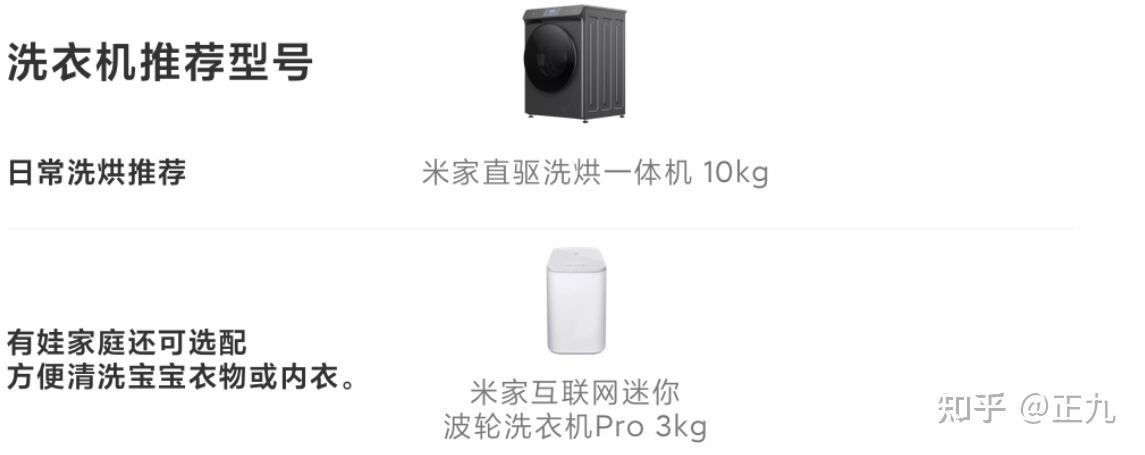 洗衣机推荐型号
日常洗烘推荐
米家直驱洗烘一体机 10kg
有娃家庭还可选配
方便清洗宝宝衣物或内衣。
米家互联网迷你
波轮洗衣机Pro 3kg
知乎 @正九